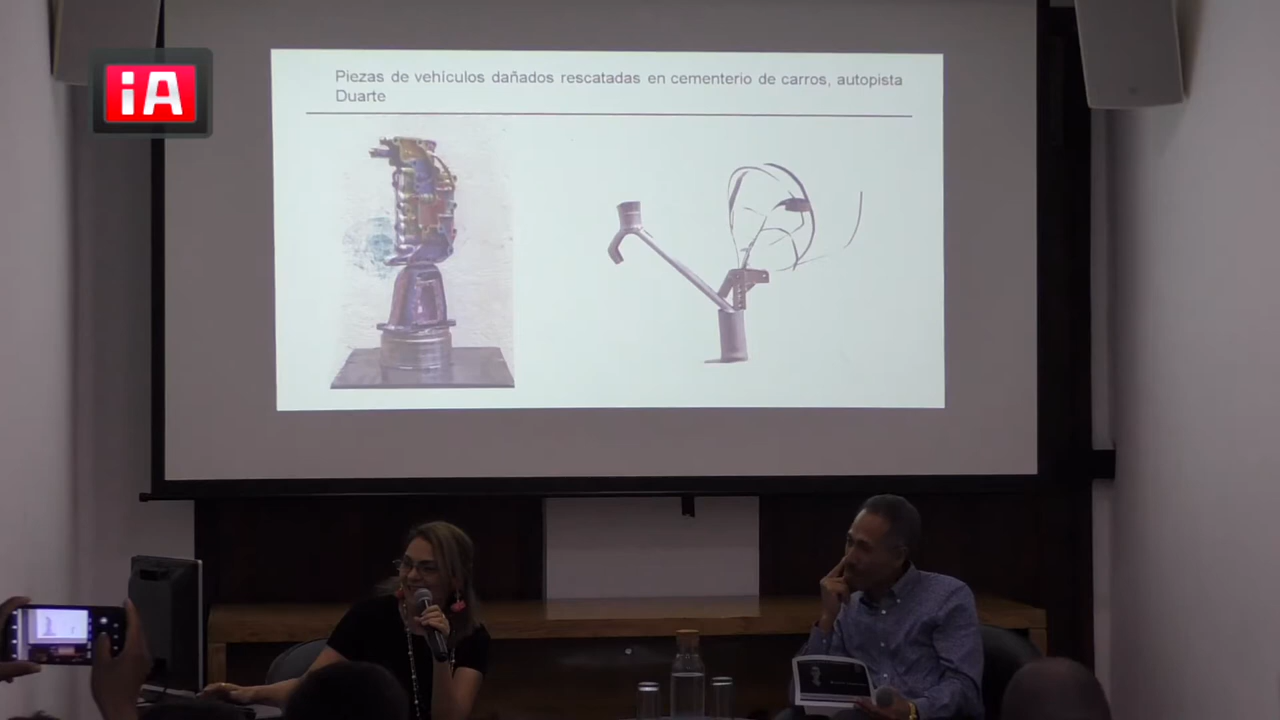 iA
Piezas de vehículos dañados rescatadas en cementerio de carros, autopista
Duarte